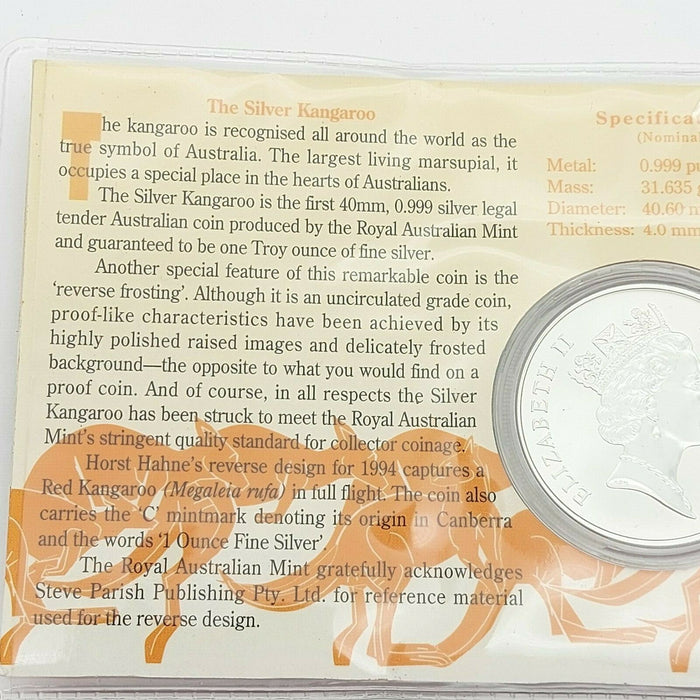 The Silver Kangaroo
The kangaroo is recognised all around the world as the
true symbol of Australia. The largest living marsupial, it
occupies a special place in the hearts of Australians.
The Silver Kangaroo is the first 40mm, 0.999 silver legal
tender Australian coin produced by the Royal Australian Mint
and guaranteed to be one Troy ounce of fine silver.
Another special feature of this remarkable coin is the
‘reverse frosting’. Although it is an uncirculated grade coin,
proof-like characteristics have been achieved by its
highly polished raised images and delicately frosted
background—the opposite to what you would find on a
proof coin. And of course, in all respects the Silver
Kangaroo has been struck to meet the Royal Australian
Mint's stringent quality standard for collector coinage.
Horst Hahne's reverse design for 1994 captures a
Red Kangaroo (Megaleia rufa) in full flight. The coin also
carries the ‘C’ mintmark denoting its origin in Canberra
and the words ‘1 Ounce Fine Silver’.
The Royal Australian Mint gratefully acknowledges
Steve Parish Publishing Pty. Ltd. for reference material
used for the reverse design.
Specifica
(Nomina
Metal: 0.999 pu
Mass: 31.635
Diameter: 40.60 m
Thickness: 4.0 mm
ELIZABETH II